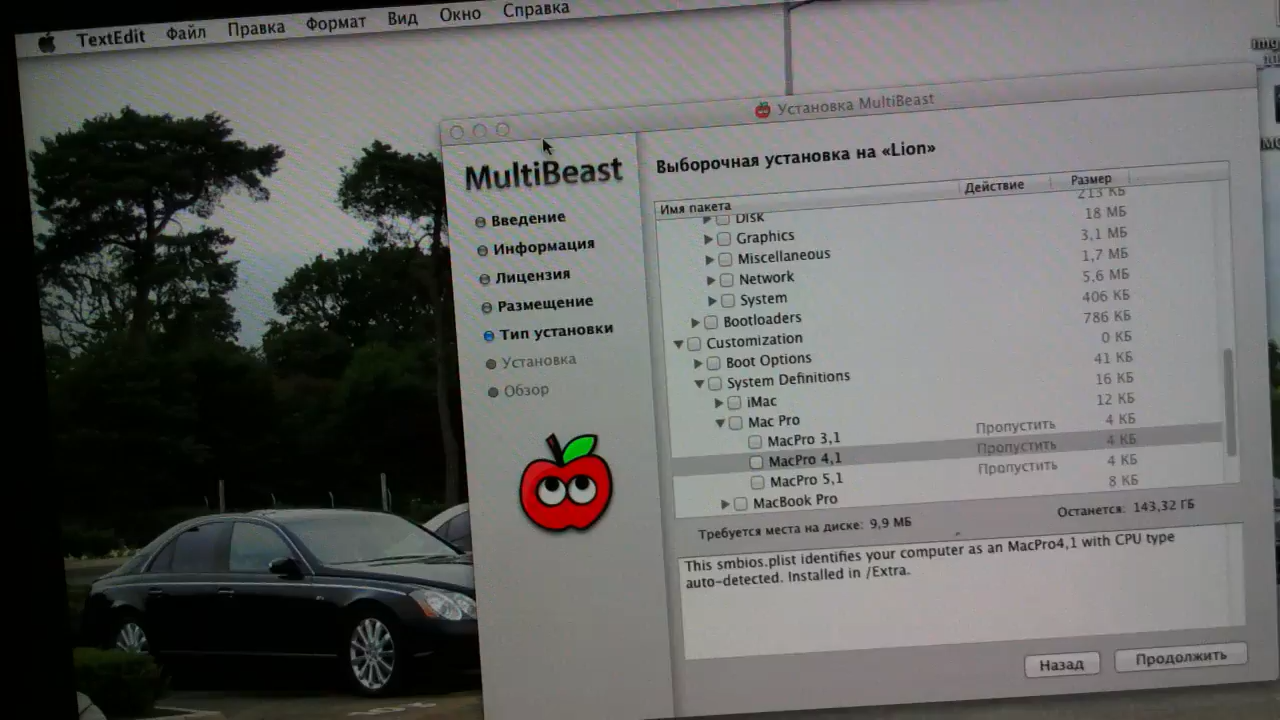 TextEdit Файл Правка Формат Вид Окно Справка
Установка MultiBeast
MultiBeast
Введение
Информация
Лицензия
Размещение
Тип установки
Установка
Обзор
Выборочная установка на «Lion»
Имя пакета Действие Размер
213 КБ
Disk 18 МБ
Graphics 3,1 МБ
Miscellaneous 1,7 МБ
Network 5,6 МБ
System 406 КБ
Bootloaders 786 КБ
Customization 0 КБ
Boot Options 41 КБ
System Definitions 16 КБ
iMac 12 КБ
Mac Pro 4 КБ
MacPro 3,1 Пропустить 4 КБ
MacPro 4,1 Пропустить 4 КБ
MacPro 5,1 Пропустить 8 КБ
MacBook Pro
Требуется места на диске: 9,9 МБ Останется: 143,32 ГБ
This smbios.plist identifies your computer as an MacPro4,1 with CPU type
auto-detected. Installed in /Extra.
Назад Продолжить